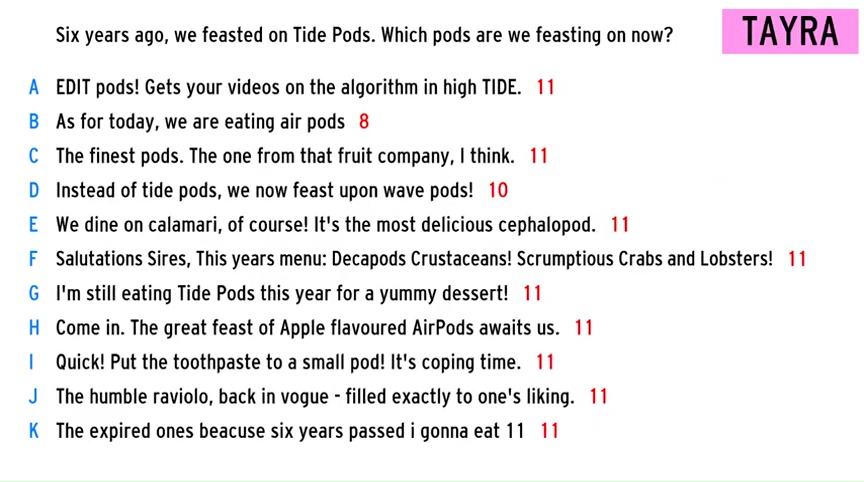 Six years ago, we feasted on Tide Pods. Which pods are we feasting on now?
TAYRA
A EDIT pods! Gets your videos on the algorithm in high TIDE. 11
B As for today, we are eating air pods 8
C The finest pods. The one from that fruit company, I think. 11
D Instead of tide pods, we now feast upon wave pods! 10
E We dine on calamari, of course! It's the most delicious cephalopod. 11
F Salutations Sires, This years menu: Decapods Crustaceans! Scrumptious Crabs and Lobsters! 11
G I'm still eating Tide Pods this year for a yummy dessert! 11
H Come in. The great feast of Apple flavoured AirPods awaits us. 11
I Quick! Put the toothpaste to a small pod! It's coping time. 11
J The humble raviolo, back in vogue - filled exactly to one's liking. 11
K The expired ones beacuse six years passed i gonna eat 11 11